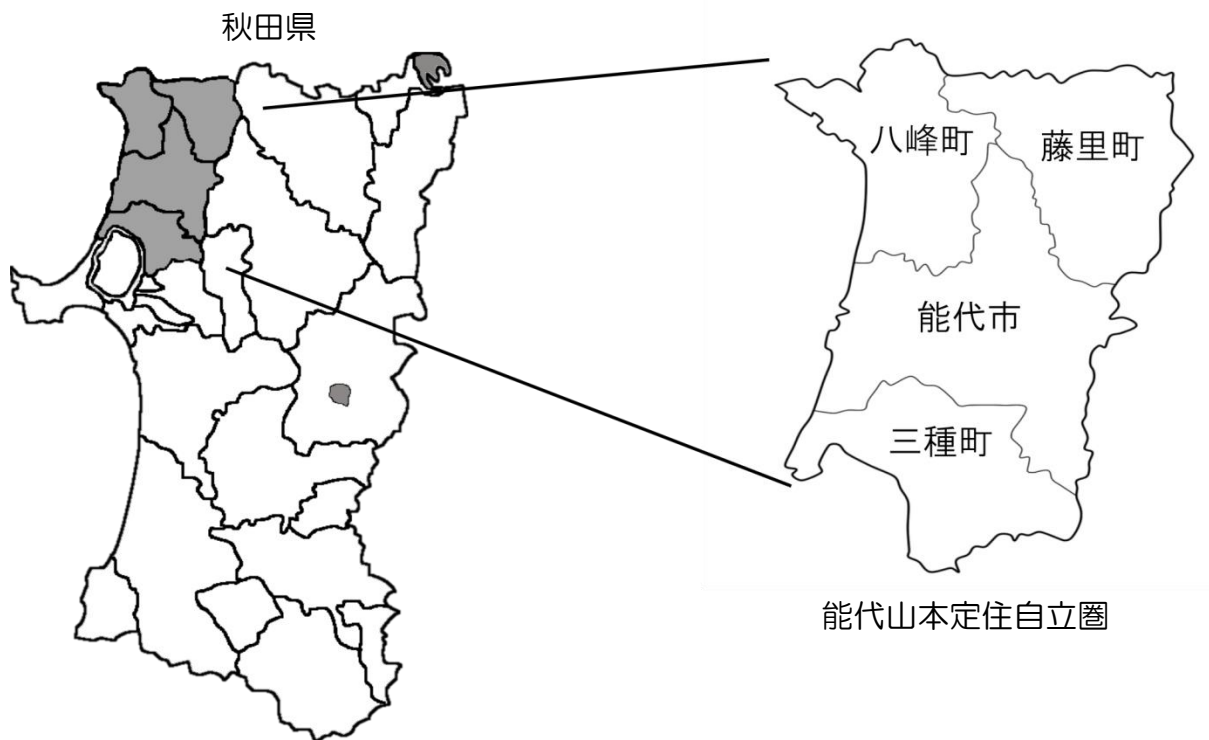 秋田県
八峰町
藤里町
能代市
三種町
能代山本定住自立圏